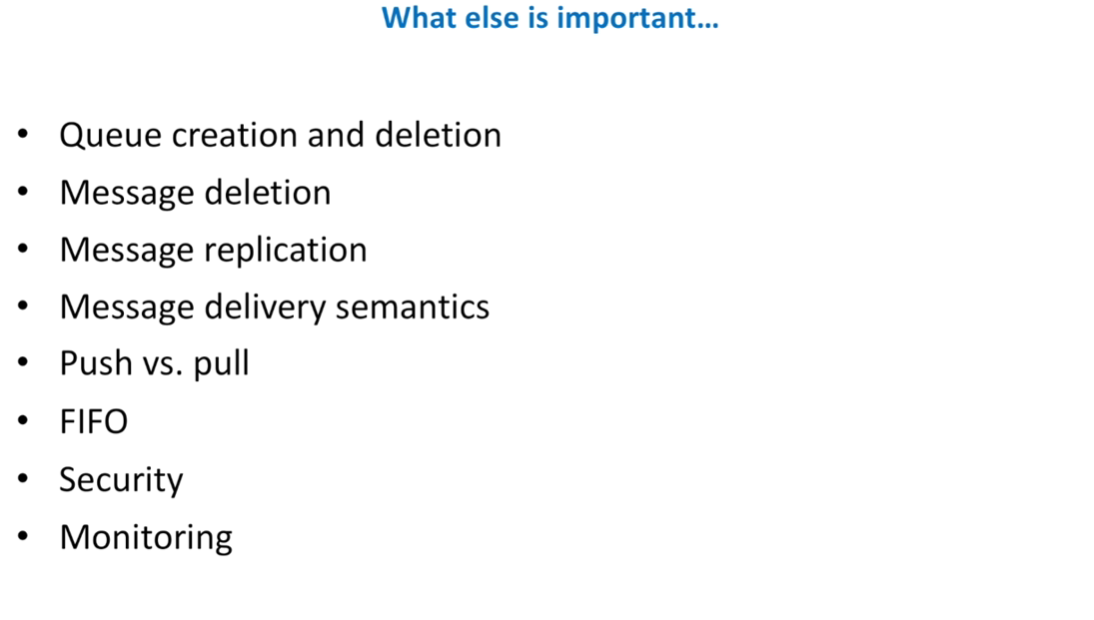 What else is important...
• Queue creation and deletion
• Message deletion
• Message replication
• Message delivery semantics
• Push vs. pull
• FIFO
• Security
• Monitoring